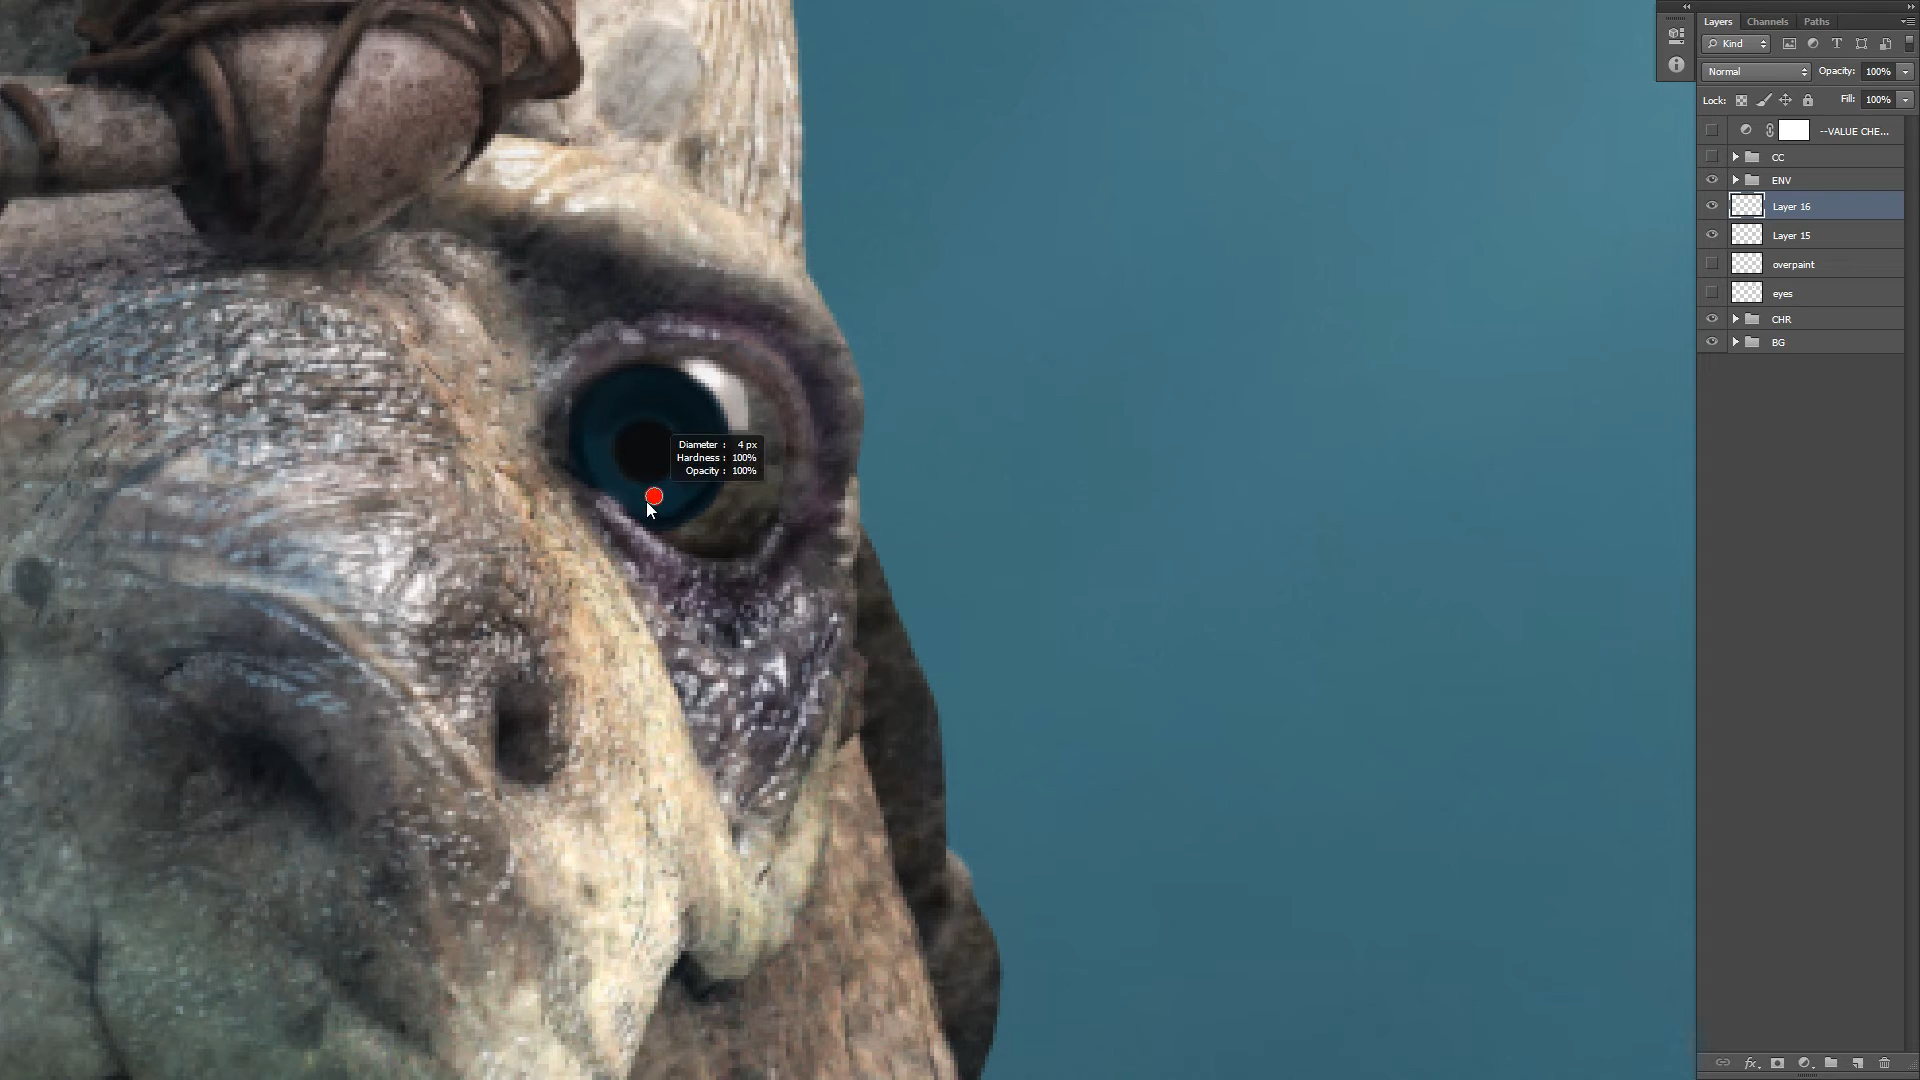 Layers Channels Paths
Kind
Normal Opacity: 100%
Lock: Fill: 100%
--VALUE CHE...
CC
ENV
Layer 16
Layer 15
overpaint
eyes
CHR
BG
Diameter : 4 px
Hardness : 100%
Opacity : 100%
fx